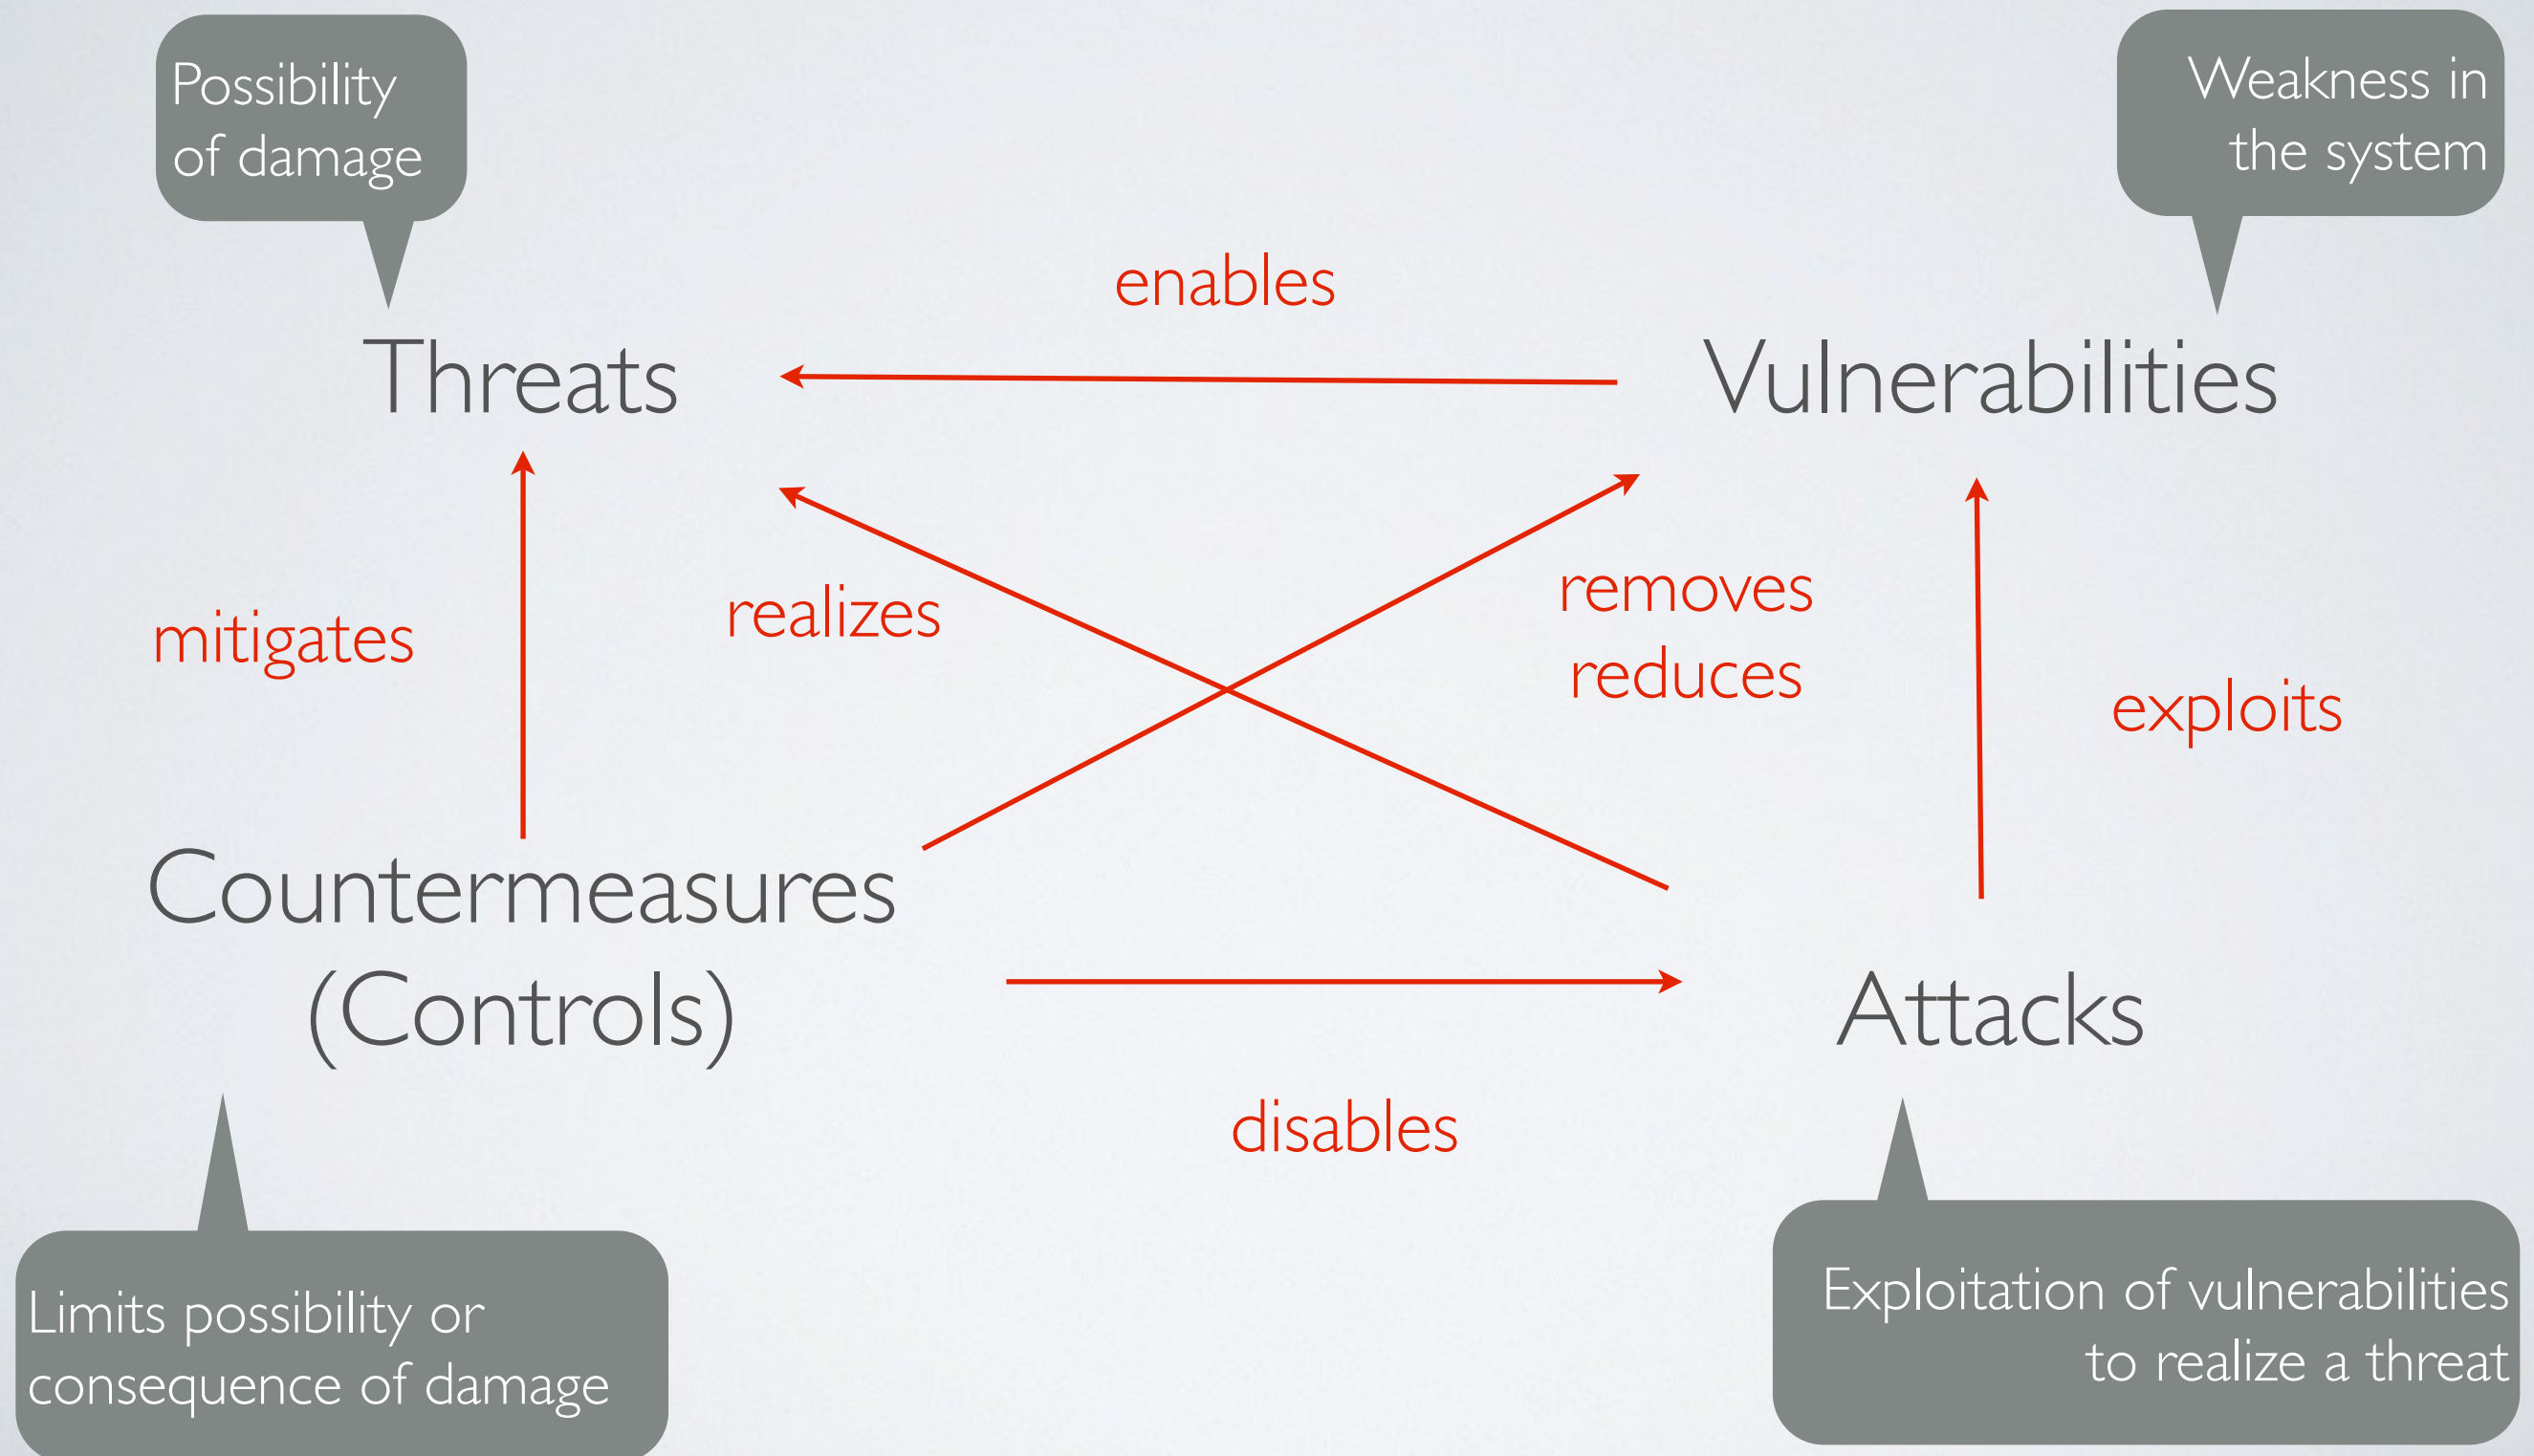 Possibility
of damage
Weakness in
the system
enables
Threats
Vulnerabilities
mitigates
realizes
removes
reduces
exploits
Countermeasures
(Controls)
Attacks
disables
Limits possibility or
consequence of damage
Exploitation of vulnerabilities
to realize a threat